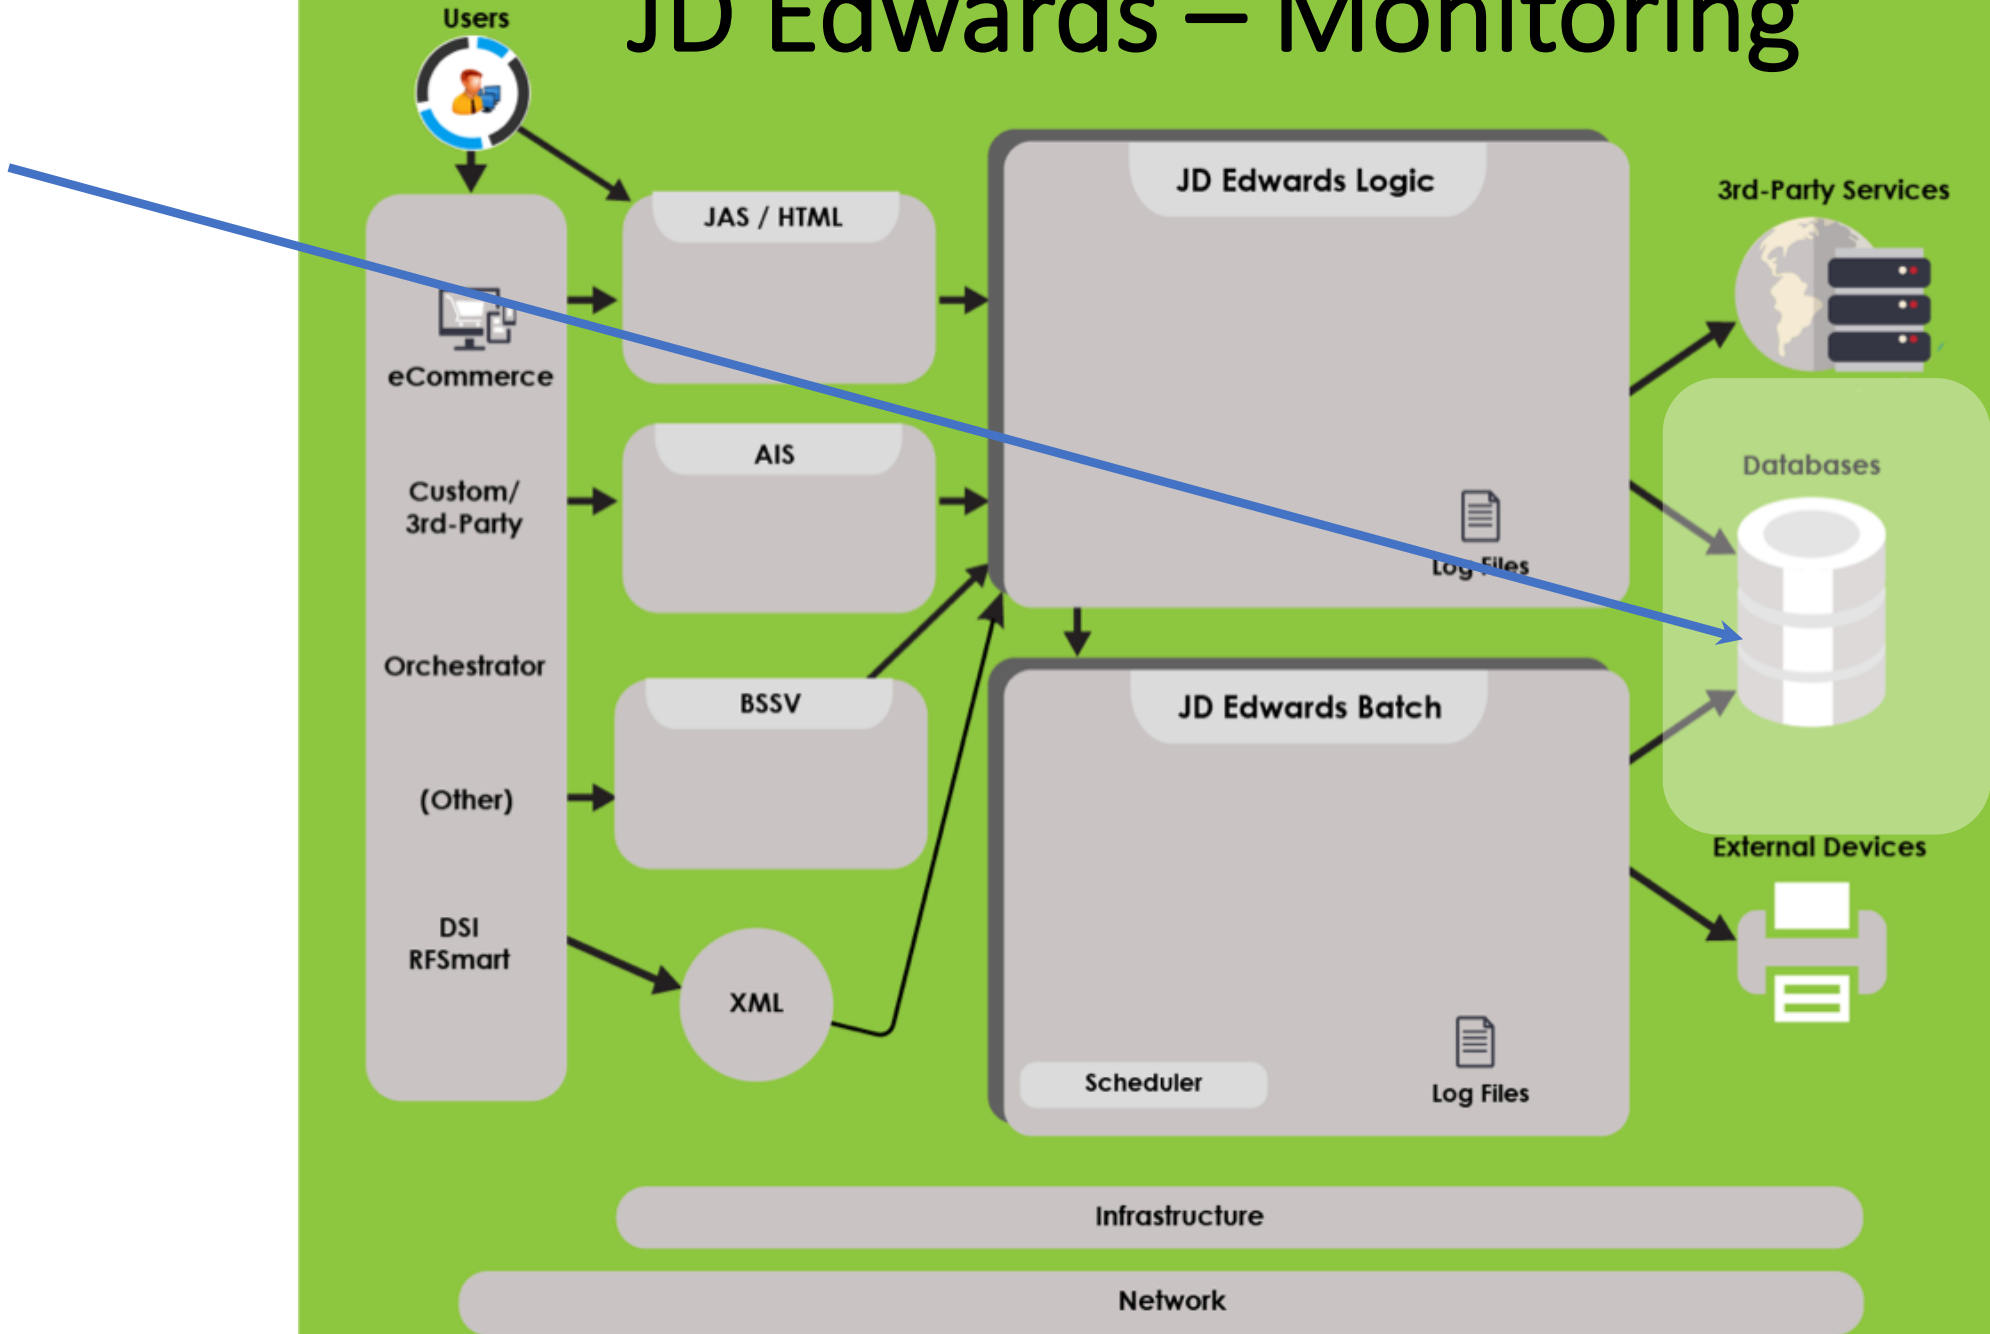 JD Edwards – Monitoring
Users
JD Edwards Logic
3rd-Party Services
JAS / HTML
eCommerce
AIS
Databases
Custom/
3rd-Party
Log Files
Orchestrator
BSSV
JD Edwards Batch
(Other)
External Devices
DSI
RFSmart
XML
Scheduler
Log Files
Infrastructure
Network